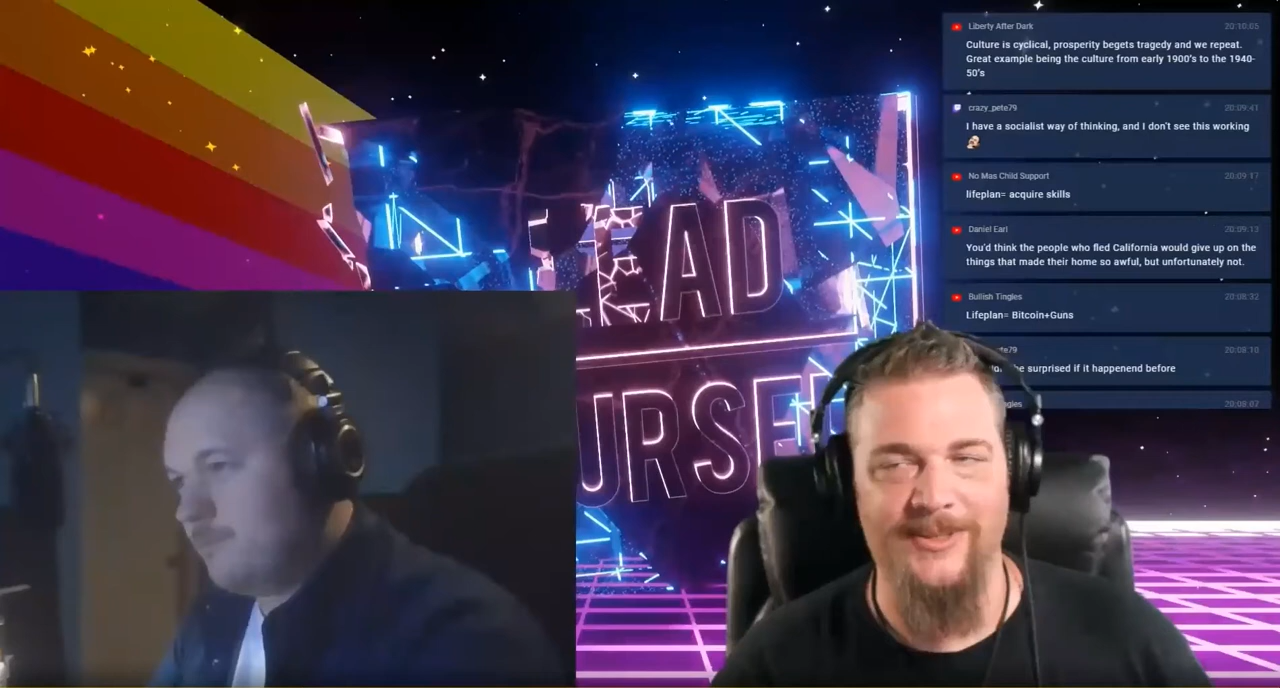 Liberty After Dark 20:10:05
Culture is cyclical, prosperity begets tragedy and we repeat.
Great example being the culture from early 1900's to the 1940-
50's
crazy_pete79 20:09:41
I have a socialist way of thinking, and I don't see this working
No Mas Child Support 20:09:17
lifeplan= acquire skills
Daniel Earl 20:09:13
You'd think the people who fled California would give up on the
things that made their home so awful, but unfortunately not.
Bullish Tingles 20:08:32
Lifeplan= Bitcoin+Guns
ete79 20:08:10
be surprised if it happenend before
ngles 20:08:07
EAD
URSE